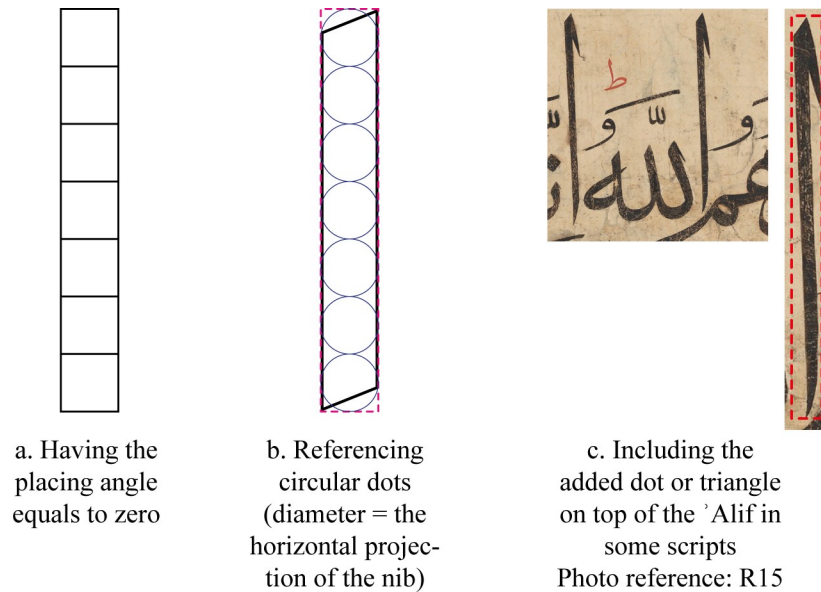 ط
الله
a. Having the
placing angle
equals to zero
b. Referencing
circular dots
(diameter = the
horizontal projec-
tion of the nib)
c. Including the
added dot or triangle
on top of the ʾAlif in
some scripts
Photo reference: R15